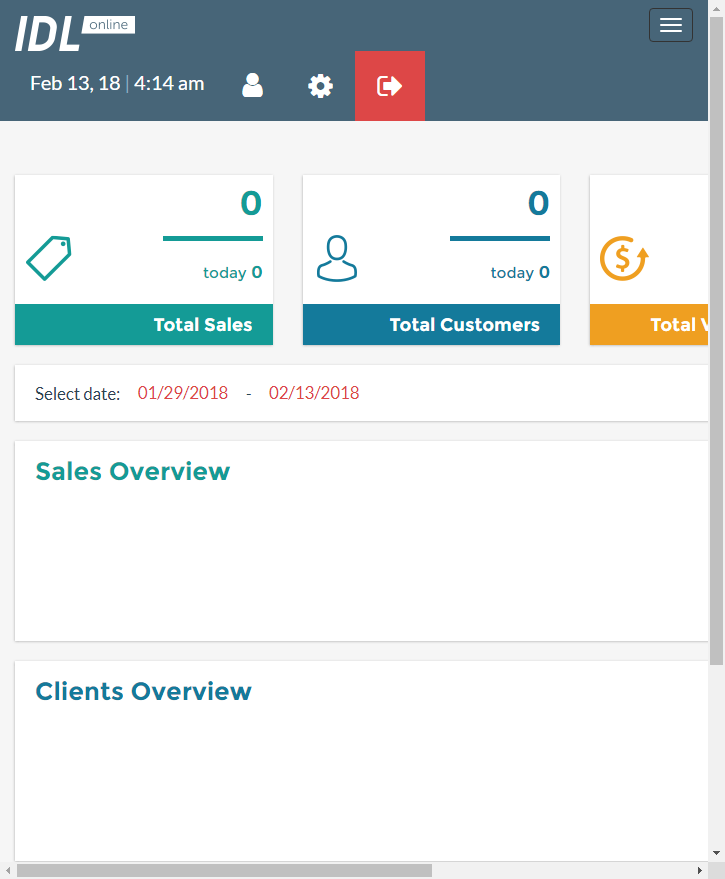 IDL online
Feb 13, 18 | 4:14 am
0
today 0
Total Sales
0
today 0
Total Customers
Total
Select date: 01/29/2018 - 02/13/2018
Sales Overview
Clients Overview